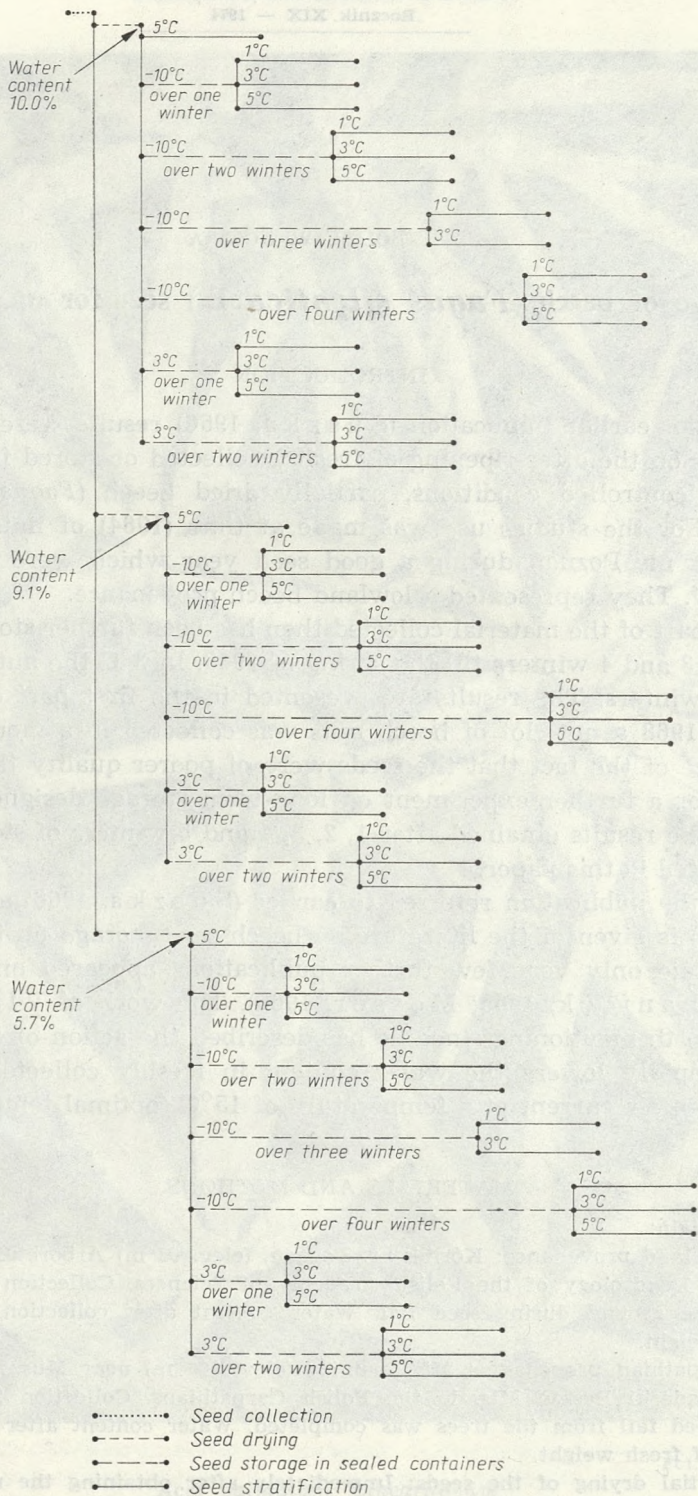 5°C
Water
content
10.0%
-10°C
over one
winter
1°C
3°C
5°C
-10°C
over two winters
1°C
3°C
5°C
-10°C
over three winters
1°C
3°C
-10°C
over four winters
1°C
3°C
5°C
3°C
over one
winter
1°C
3°C
5°C
3°C
over two winters
1°C
3°C
5°C
5°C
Water
content
9.1%
-10°C
over one
winter
1°C
3°C
5°C
-10°C
over two winters
1°C
3°C
5°C
-10°C
over four winters
1°C
3°C
5°C
3°C
over one
winter
1°C
3°C
5°C
3°C
over two winters
1°C
3°C
5°C
5°C
Water
content
5.7%
-10°C
over one
winter
1°C
3°C
5°C
-10°C
over two winters
1°C
3°C
5°C
-10°C
over three winters
1°C
3°C
-10°C
over four winters
1°C
3°C
5°C
3°C
over one
winter
1°C
3°C
5°C
3°C
over two winters
1°C
3°C
5°C
Seed collection
Seed drying
Seed storage in sealed containers
Seed stratification